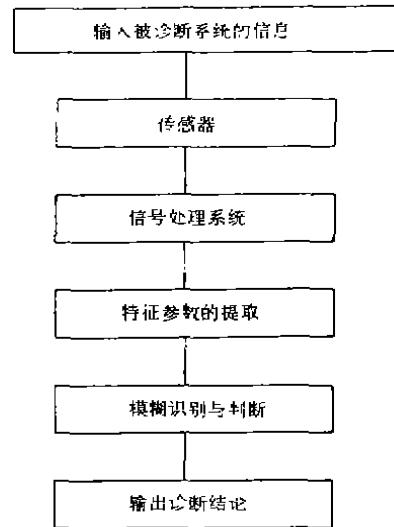 输入被诊断系统的信息
传感器
信号处理系统
特征参数的提取
模糊识别与判断
输出诊断结论